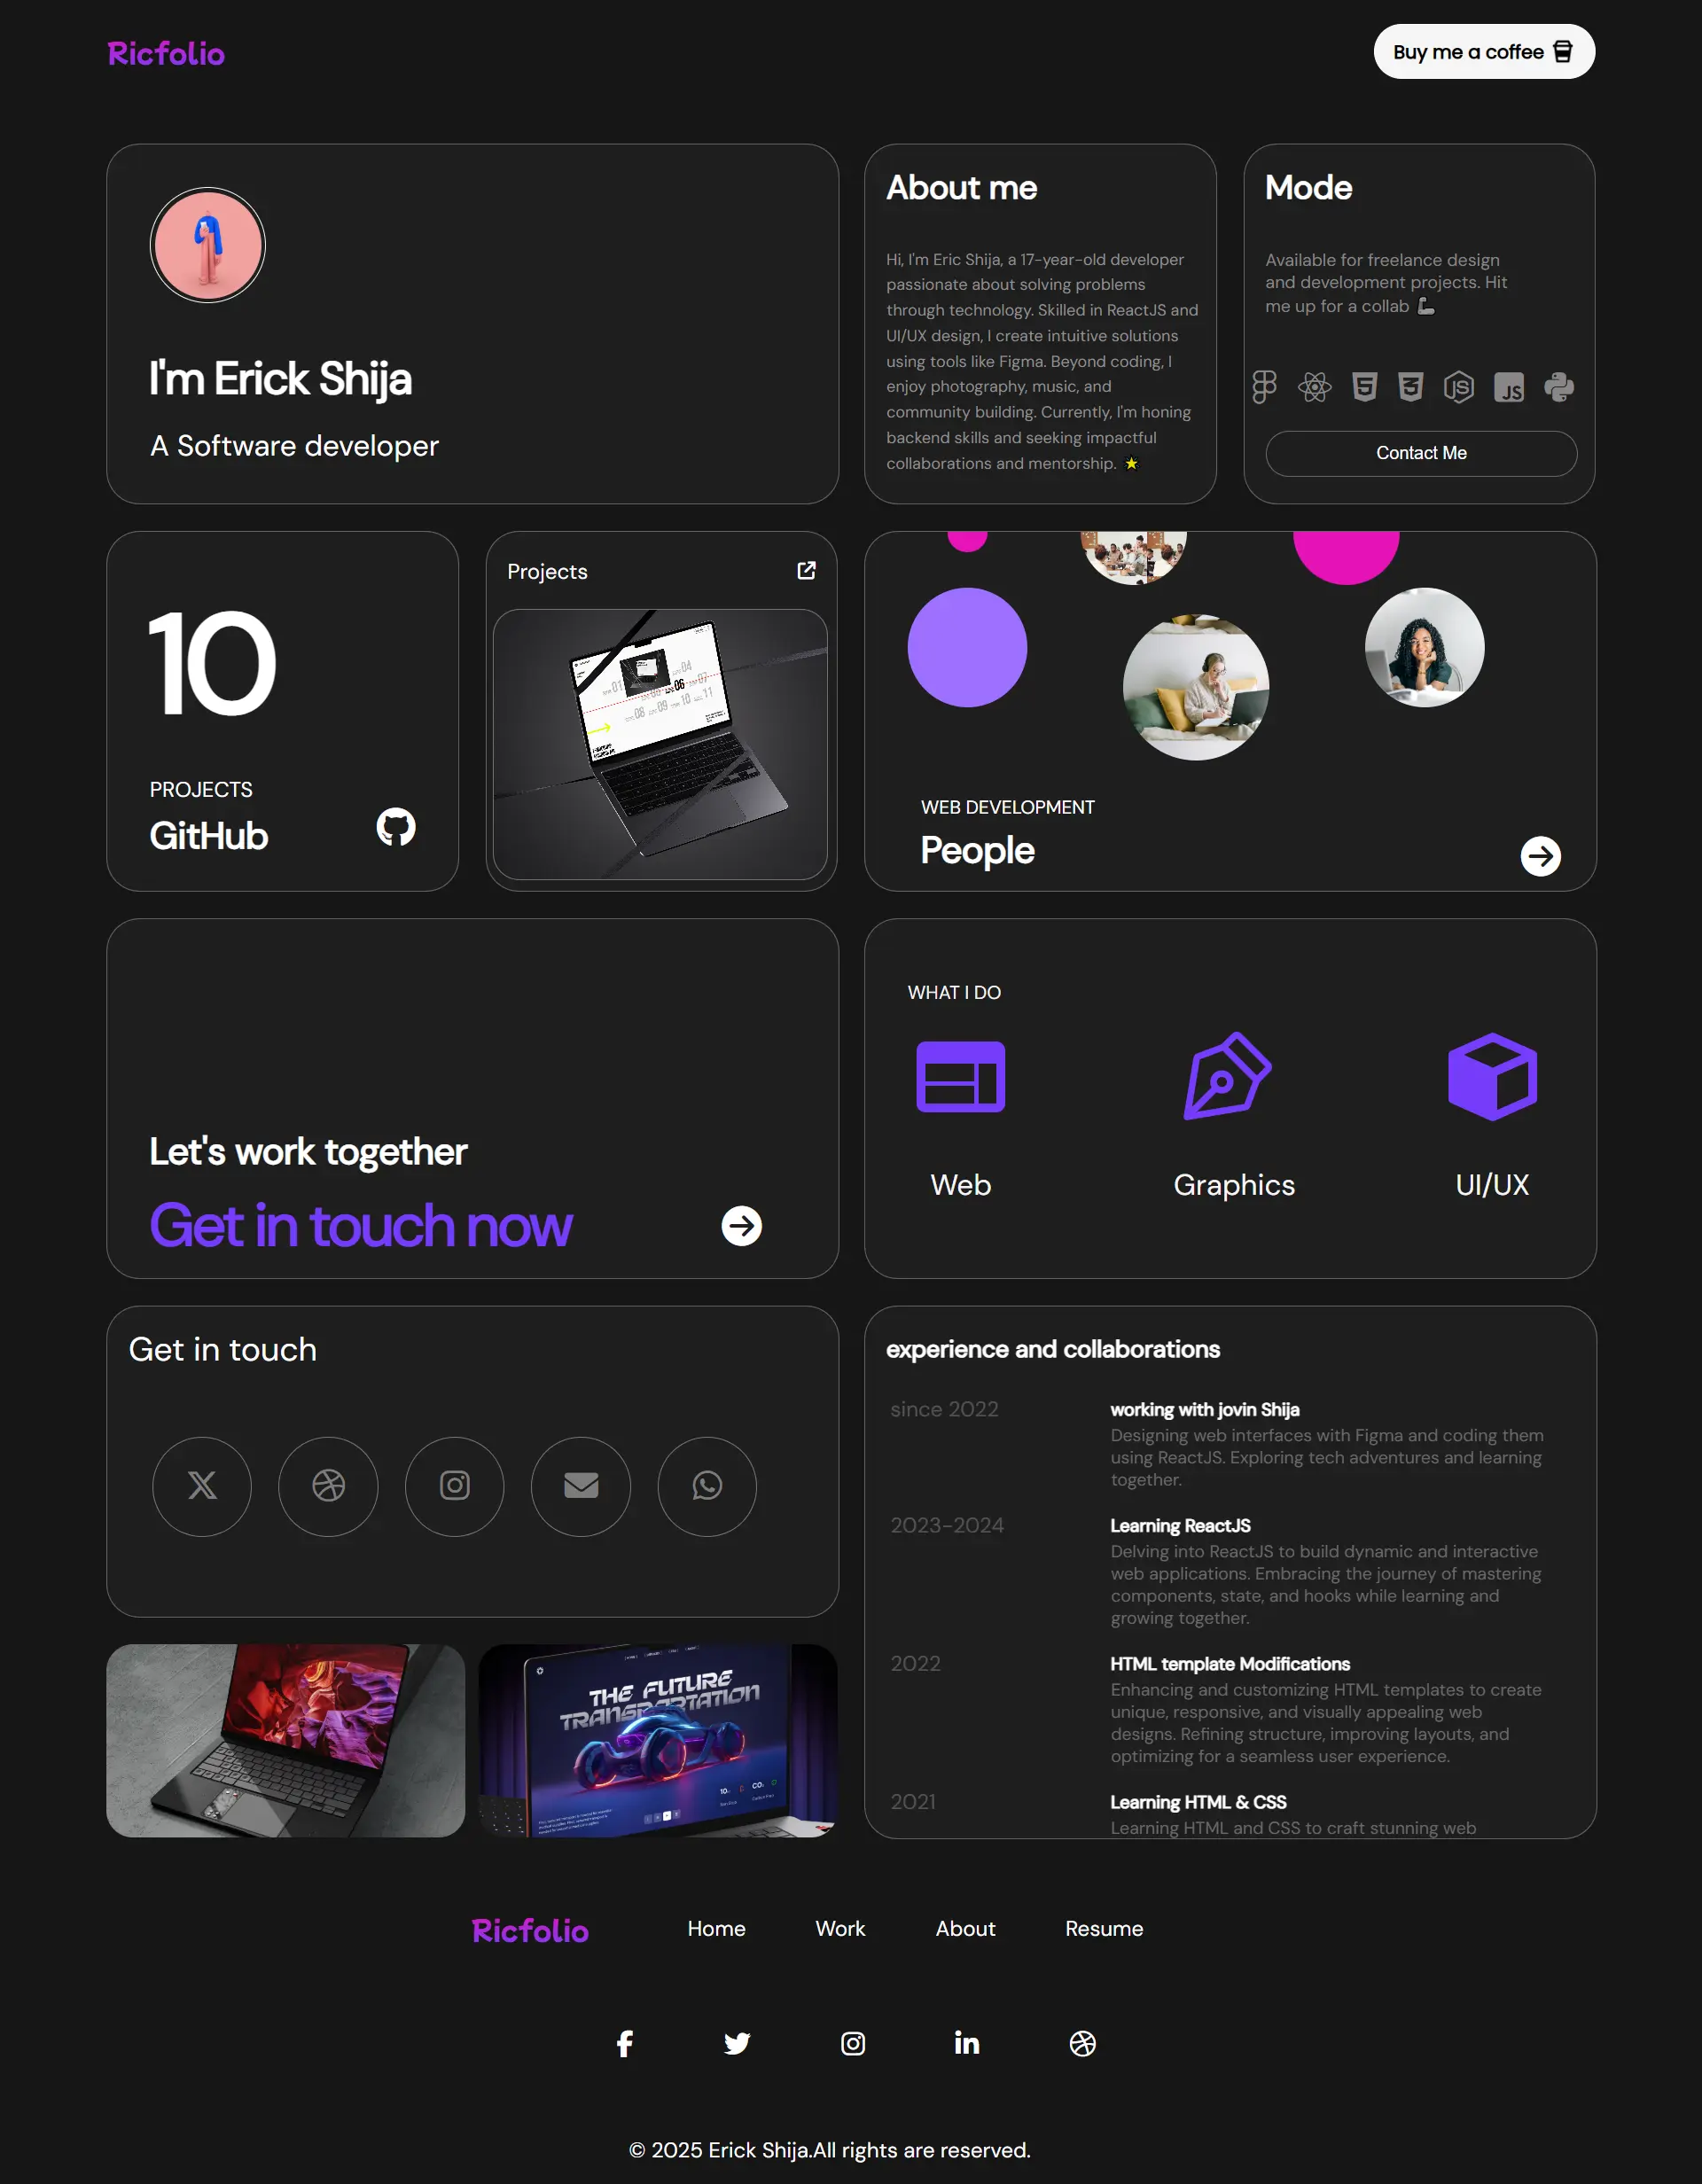 Ricfolio
Buy me a coffee
I'm Erick Shija
A Software developer
About me
Hi, I'm Eric Shija, a 17-year-old developer
passionate about solving problems
through technology. Skilled in ReactJS and
UI/UX design, I create intuitive solutions
using tools like Figma. Beyond coding, I
enjoy photography, music, and
community building. Currently, I'm honing
backend skills and seeking impactful
collaborations and mentorship.
Mode
Available for freelance design
and development projects. Hit
me up for a collab
JS
Contact Me
10
PROJECTS
GitHub
Projects
01
04
06
07
08
09
10
11
WEB DEVELOPMENT
People
Let's work together
Get in touch now
WHAT I DO
Web
Graphics
UI/UX
Get in touch
experience and collaborations
since 2022
working with jovin Shija
Designing web interfaces with Figma and coding them
using ReactJS. Exploring tech adventures and learning
together.
2023-2024
Learning ReactJS
Delving into ReactJS to build dynamic and interactive
web applications. Embracing the journey of mastering
components, state, and hooks while learning and
growing together.
2022
HTML template Modifications
Enhancing and customizing HTML templates to create
unique, responsive, and visually appealing web
designs. Refining structure, improving layouts, and
optimizing for a seamless user experience.
2021
Learning HTML & CSS
Learning HTML and CSS to craft stunning web
THE FUTURE
TRANSPORTATION
Ricfolio
Home
Work
About
Resume
© 2025 Erick Shija.All rights are reserved.